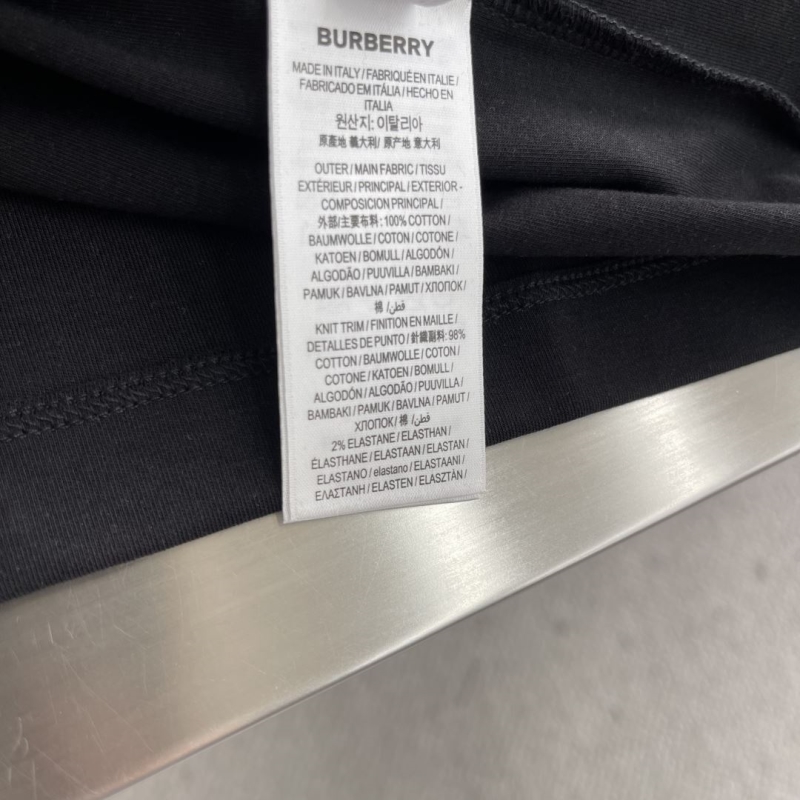 BURBERRY
MADE IN ITALY / FABRIQUÉ EN ITALIE /
FABRICADO EM ITÁLIA / HECHO EN
ITALIA
원산지: 이탈리아
原產地 義大利/ 原产地 意大利
OUTER / MAIN FABRIC / TISSU
EXTÉRIEUR / PRINCIPAL / EXTERIOR -
COMPOSICION PRINCIPAL /
外部/主要布料: 100% COTTON /
BAUMWOLLE / COTON / COTONE /
KATOEN / BOMULL / ALGODÓN /
ALGODÃO / PUUVILLA / BAMBAKI /
PAMUK / BAVLNA / PAMUT / ХЛОПОК /
棉 / قطن/
KNIT TRIM / FINITION EN MAILLE /
DETALLES DE PUNTO / 針織副料: 98%
COTTON / BAUMWOLLE / COTON /
COTONE / KATOEN / BOMULL /
ALGODÓN / ALGODÃO / PUUVILLA /
BAMBAKI / PAMUK / BAVLNA / PAMUT /
ХЛОПОК / 棉 / قطن/
2% ELASTANE / ELASTHAN /
ÉLASTHANE / ELASTAAN / ELASTAN /
ELASTANO / elastano / ELASTAANI /
ΕΛΑΣΤΑΝΗ / ELASTEN / ELASZTÁN /